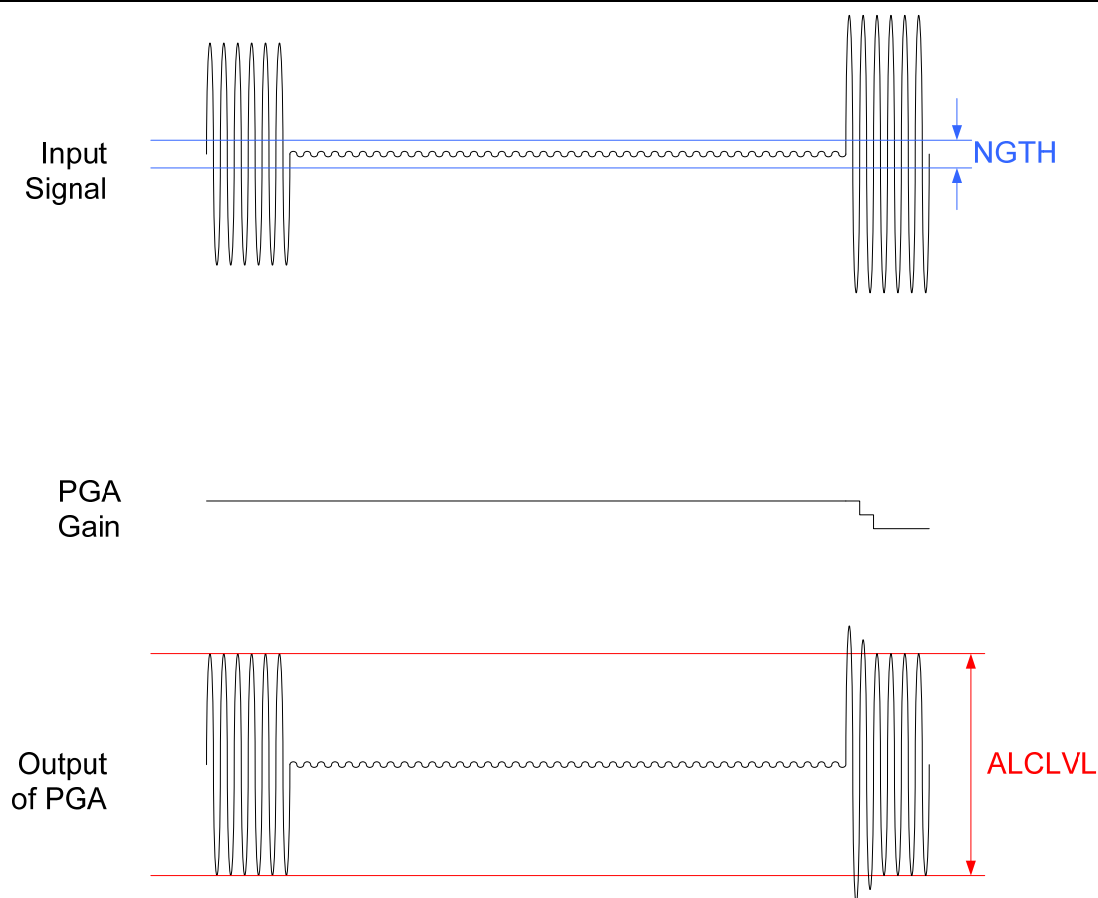 Input
Signal
NGTH
PGA
Gain
Output
of PGA
ALCLVL